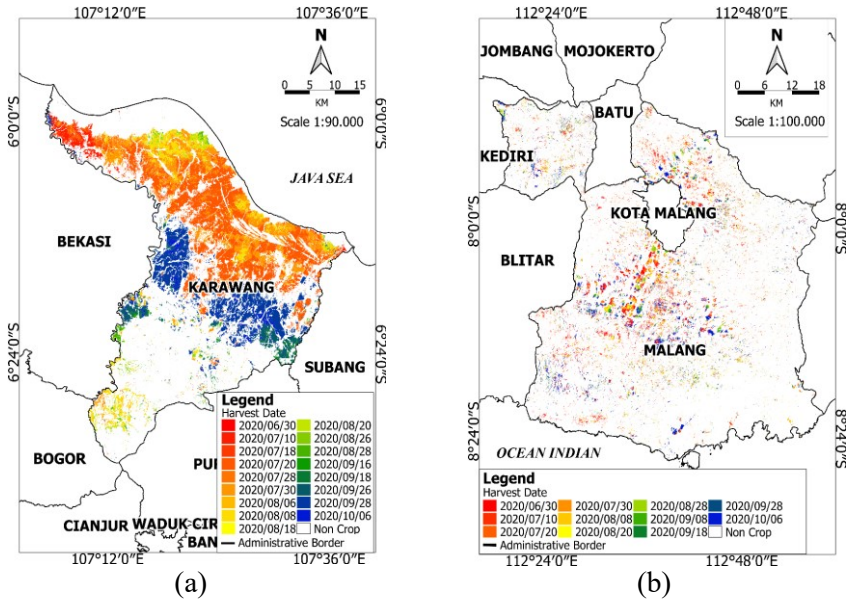 107°12'0"E 107°36'0"E
N
0 5 10 15
KM
Scale 1:90.000
6°0'0"S
6°0'0"S
JAVA SEA
BEKASI
KARAWANG
6°24'0"S
6°24'0"S
SUBANG
BOGOR
PUR
CIANJUR WADUK CIR
BAN
Legend
Harvest Date
2020/06/30 2020/08/20
2020/07/10 2020/08/26
2020/07/18 2020/08/28
2020/07/20 2020/09/16
2020/07/28 2020/09/18
2020/07/30 2020/09/26
2020/08/06 2020/09/28
2020/08/08 2020/10/06
2020/08/18 Non Crop
Administrative Border
107°12'0"E 107°36'0"E
(a)
112°24'0"E 112°48'0"E
JOMBANG MOJOKERTO
N
0 6 12 18
KM
Scale 1:100.000
BATU
KEDIRI
KOTA MALANG
8°0'0"S
8°0'0"S
BLITAR
MALANG
8°24'0"S
8°24'0"S
OCEAN INDIAN
Legend
Harvest Date
2020/06/30 2020/07/30 2020/08/28 2020/09/28
2020/07/10 2020/08/08 2020/09/08 2020/10/06
2020/07/20 2020/08/20 2020/09/18 Non Crop
Administrative Border
112°24'0"E 112°48'0"E
(b)